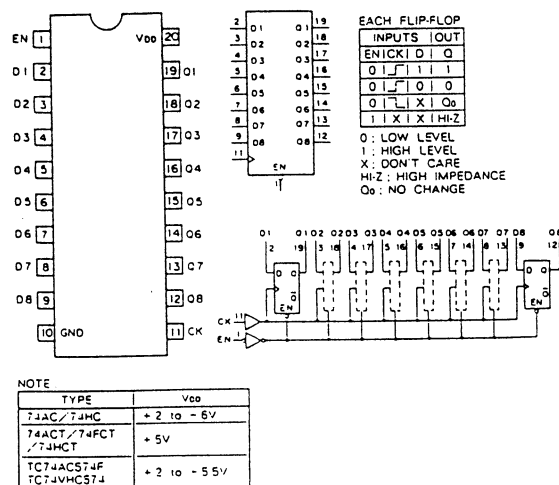 EN 1 VDD 20
D1 2 19 Q1
D2 3 18 Q2
D3 4 17 Q3
D4 5 16 Q4
D5 6 15 Q5
D6 7 14 Q6
D7 8 13 Q7
D8 9 12 Q8
10 GND 11 CK
2 D1 Q1 19
3 D2 Q2 18
4 D3 Q3 17
5 D4 Q4 16
6 D5 Q5 15
7 D6 Q6 14
8 D7 Q7 13
9 D8 Q8 12
11
EN
1
EACH FLIP-FLOP
INPUTS OUT
EN CK D Q
0 1 1
0 0 0
0 X Q0
1 X X HI-Z
0 : LOW LEVEL
1 : HIGH LEVEL
X : DON'T CARE
HI-Z : HIGH IMPEDANCE
Q0 : NO CHANGE
D1 Q1 D2 Q2 D3 Q3 D4 Q4 D5 Q5 D6 Q6 D7 Q7 D8 Q8
2 19 3 18 4 17 5 16 6 15 7 14 8 13 9 12
D Q D Q
Q Q
EN EN
CK 11
EN 1
NOTE
TYPE VDD
74AC/74HC +2 to -6V
74ACT/74FCT +5V
/74HCT
TC74ACS74F +2 to -5.5V
TC74VHC574